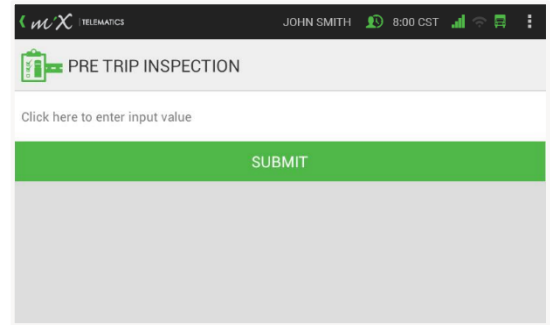 mix TELEMATICS JOHN SMITH 8:00 CST
PRE TRIP INSPECTION
Click here to enter input value
SUBMIT